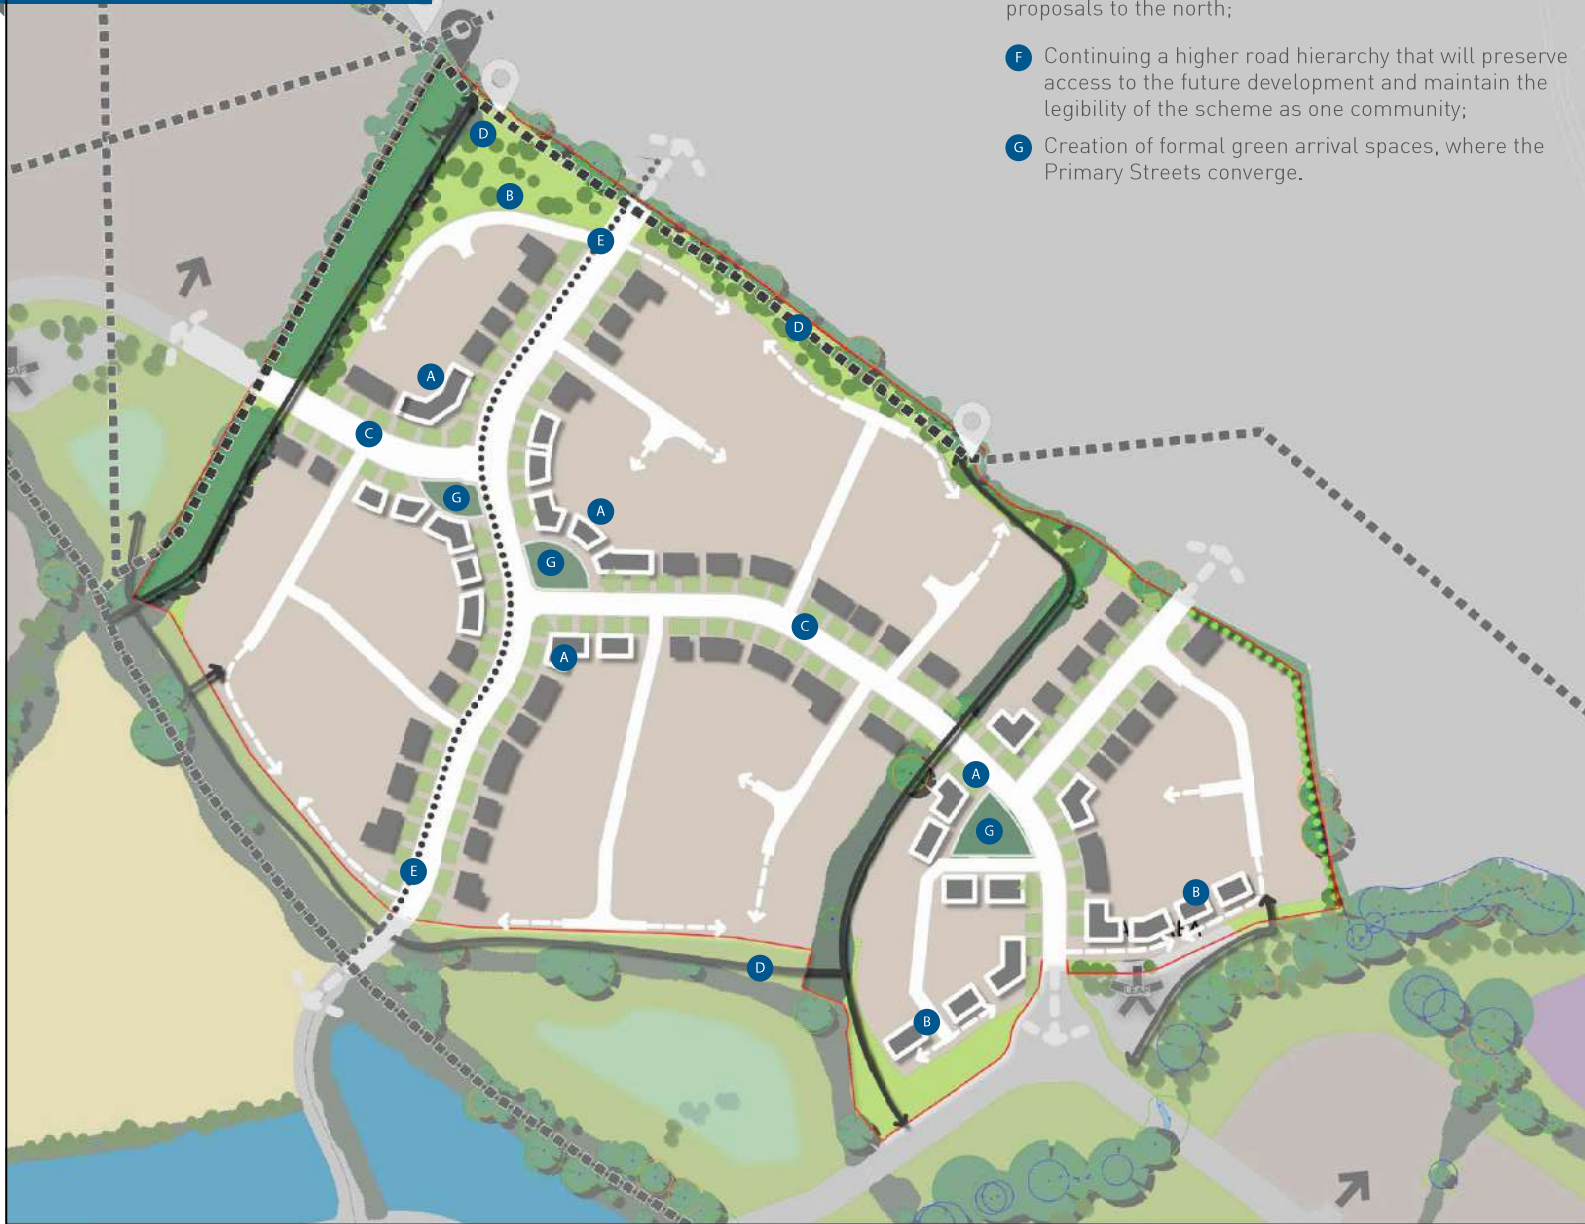 proposals to the north;
F Continuing a higher road hierarchy that will preserve
access to the future development and maintain the
legibility of the scheme as one community;
G Creation of formal green arrival spaces, where the
Primary Streets converge.
D
B
E
D
A
C
G
A
G
C
A
A
G
E
B
D
B